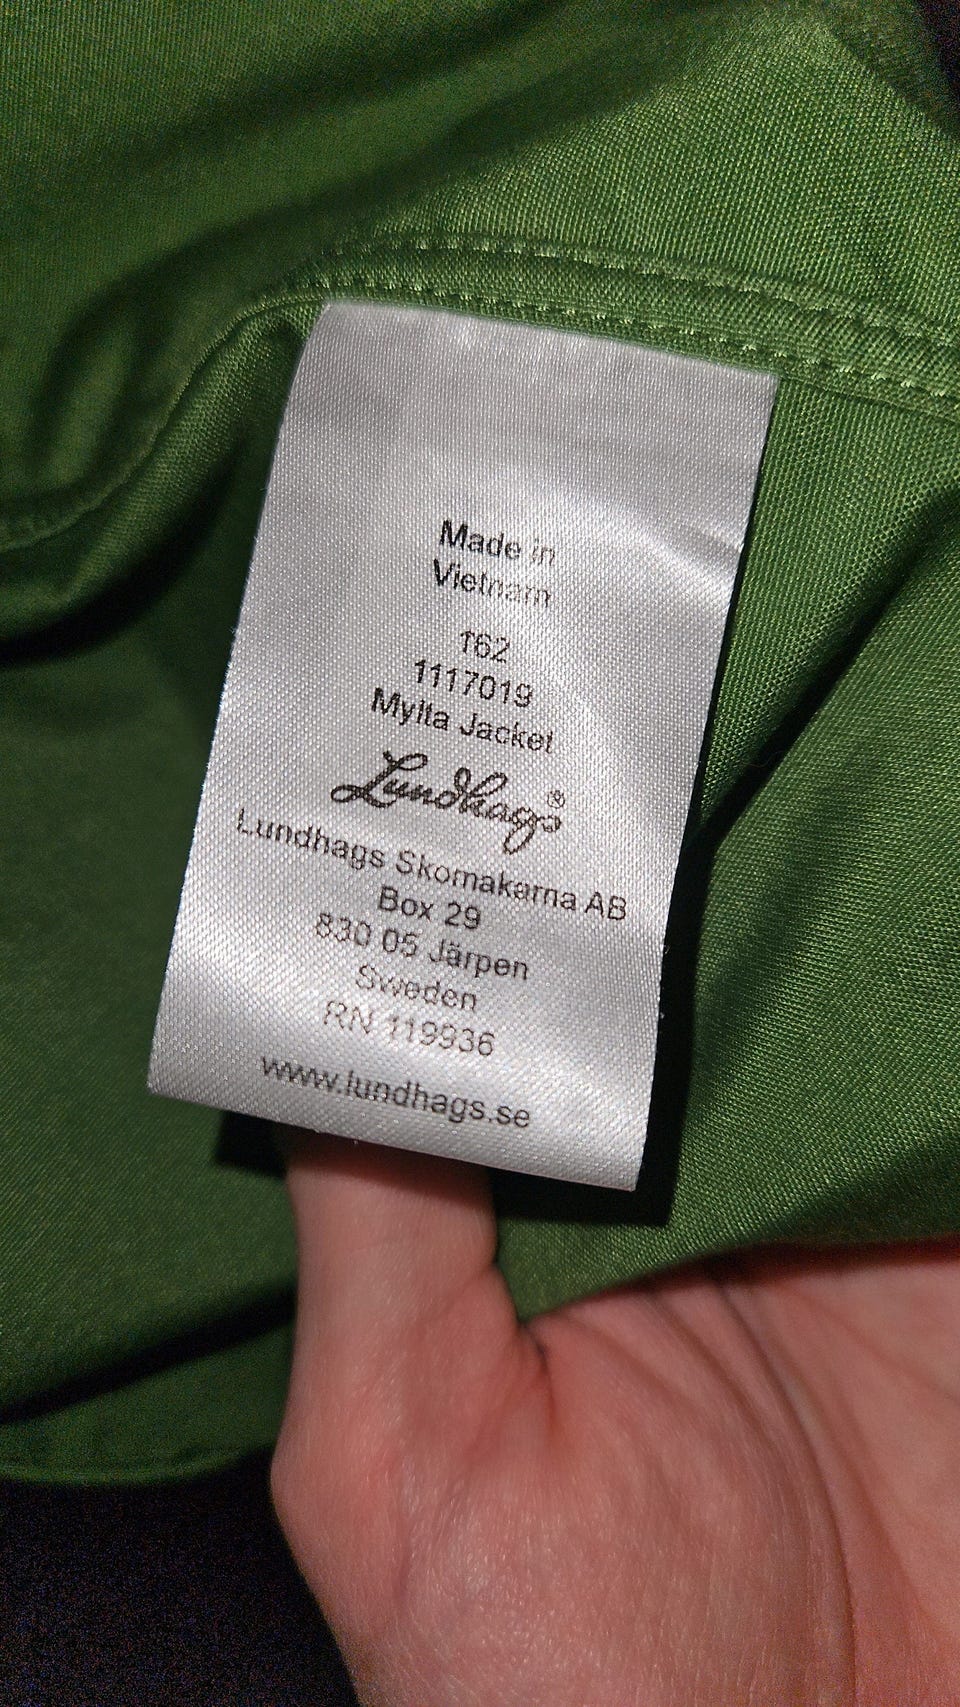 Made in
Vietnam
162
1117019
Mylta Jacket
Lundhags®
Lundhags Skomakarna AB
Box 29
830 05 Järpen
Sweden
RN 119936
www.lundhags.se